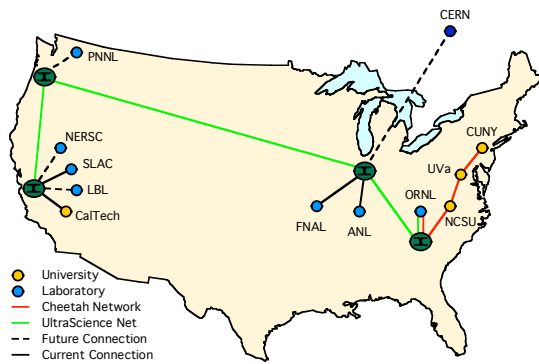 CERN
PNNL
NERSC
SLAC
LBL
CalTech
CUNY
UVa
ORNL
NCSU
FNAL
ANL
University
Laboratory
Cheetah Network
UltraScience Net
Future Connection
Current Connection